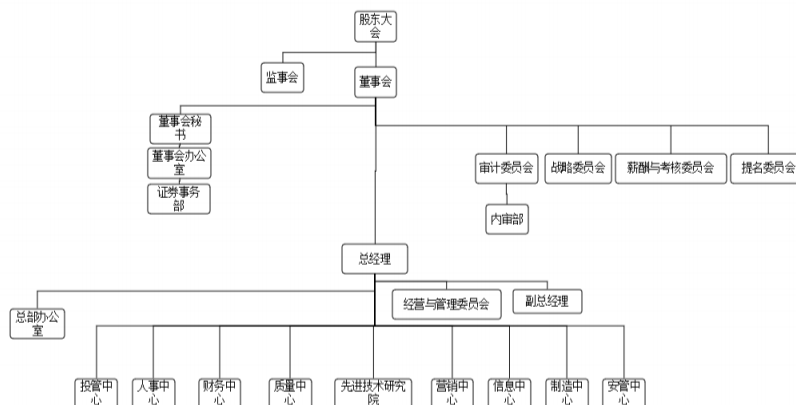 股东大
会
监事会
董事会
董事会秘
书
董事会办公
室
证券事务
部
审计委员会
战略委员会
薪酬与考核委员会
提名委员会
内审部
总经理
总部办公
室
经营与管理委员会
副总经理
投管中
心
人事中
心
财务中
心
质量中
心
先进技术研究
院
营销中
心
信息中
心
制造中
心
安管中
心